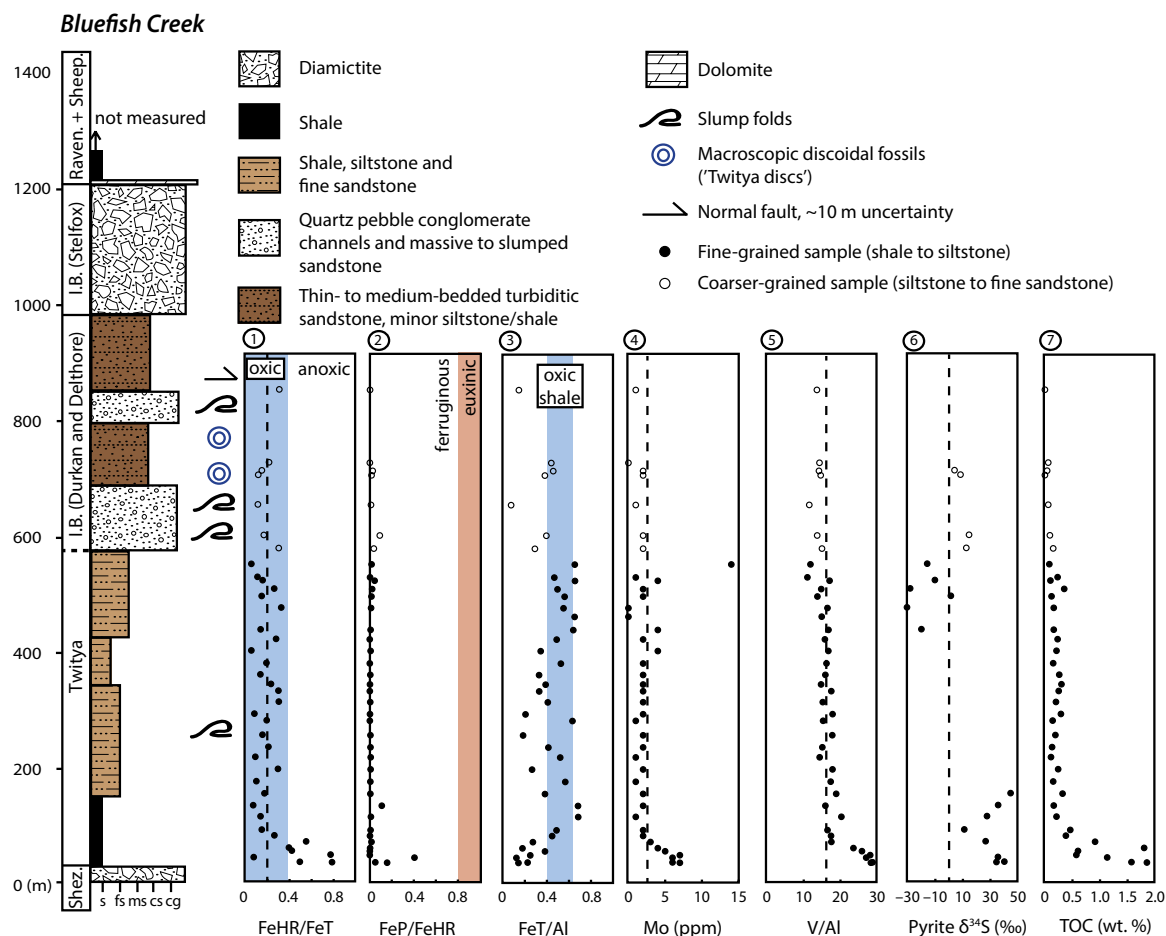 Bluefish Creek
1400
1200
1000
800
600
400
200
0 (m)
Raven. + Sheep.
I.B. (Stelfox)
I.B. (Durkan and Delthore)
Twitya
Shez.
not measured
s fs ms cs cg
Diamictite
Shale
Shale, siltstone and
fine sandstone
Quartz pebble conglomerate
channels and massive to slumped
sandstone
Thin- to medium-bedded turbiditic
sandstone, minor siltstone/shale
Dolomite
Slump folds
Macroscopic discoidal fossils
('Twitya discs')
Normal fault, ~10 m uncertainty
Fine-grained sample (shale to siltstone)
Coarser-grained sample (siltstone to fine sandstone)
1
oxic anoxic
0 0.4 0.8
FeHR/FeT
2
ferruginous
euxinic
0 0.4 0.8
FeP/FeHR
3
oxic
shale
0 0.4 0.8
FeT/Al
4
0 5 10 15
Mo (ppm)
5
0 10 20 30
V/Al
6
−30 −10 10 30 50
Pyrite δ³⁴S (‰)
7
0 0.5 1.0 1.5 2.0
TOC (wt. %)